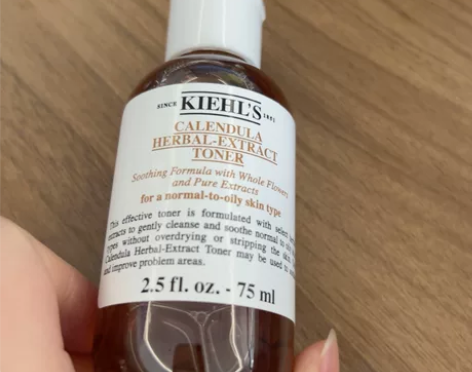 SINCE KIEHL'S 1851
CALENDULA
HERBAL-EXTRACT
TONER
Soothing Formula with Whole Flowers
and Pure Extracts
for a normal-to-oily skin type
This effective toner is formulated with select
extracts to gently cleanse and soothe normal to
types without overdrying or stripping the
Calendula Herbal-Extract Toner may be used to
and improve problem areas.
2.5 fl. oz. - 75 ml